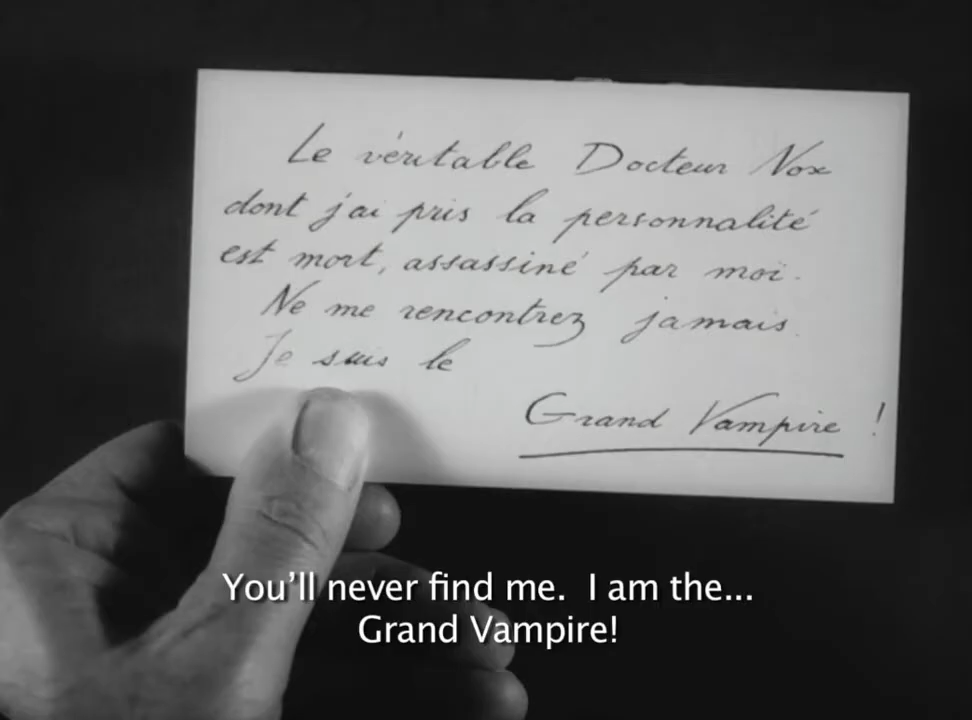 Le véritable Docteur Nox
dont j'ai pris la personnalité
est mort, assassiné par moi.
Ne me rencontrez jamais.
Je suis le
Grand Vampire !
You'll never find me.  I am the...
Grand Vampire!